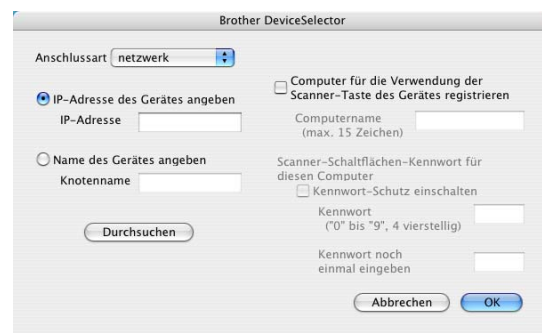 Brother DeviceSelector
Anschlussart netzwerk
IP-Adresse des Gerätes angeben
IP-Adresse
Name des Gerätes angeben
Knotenname
Durchsuchen
Computer für die Verwendung der
Scanner-Taste des Gerätes registrieren
Computername
(max. 15 Zeichen)
Scanner-Schaltflächen-Kennwort für
diesen Computer
Kennwort-Schutz einschalten
Kennwort
("0" bis "9", 4 vierstellig)
Kennwort noch
einmal eingeben
Abbrechen
OK